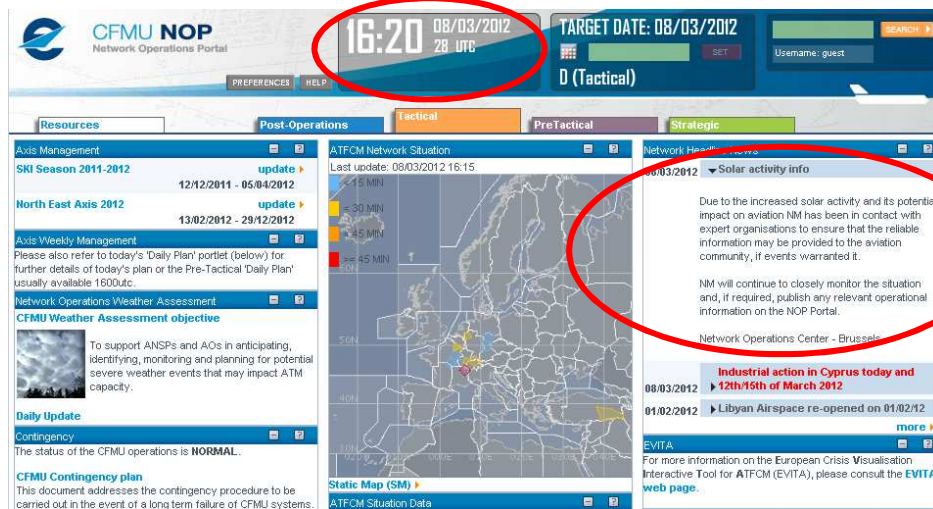 CFMU NOP
Network Operations Portal
PREFERENCES HELP
16:20 08/03/2012
28 UTC
TARGET DATE: 08/03/2012
SET
D (Tactical)
SEARCH
Username: guest
Resources
Post-Operations
Tactical
PreTactical
Strategic
Axis Management
SKI Season 2011-2012 update
12/12/2011 - 05/04/2012
North East Axis 2012 update
13/02/2012 - 29/12/2012
Axis Weekly Management
Please also refer to today's 'Daily Plan' portlet (below) for
further details of today's plan or the Pre-Tactical 'Daily Plan'
usually available 1600utc.
Network Operations Weather Assessment
CFMU Weather Assessment objective
To support ANSPs and AOs in anticipating,
identifying, monitoring and planning for potential
severe weather events that may impact ATM
capacity.
Daily Update
Contingency
The status of the CFMU operations is NORMAL.
CFMU Contingency plan
This document addresses the contingency procedure to be
carried out in the event of a long term failure of CFMU systems.
ATFCM Network Situation
Last update: 08/03/2012 16:15
< 15 MIN
< 30 MIN
< 45 MIN
>= 45 MIN
60N
50N
40N
Static Map (SM)
ATFCM Situation Data
Network Headline News
08/03/2012 Solar activity info
Due to the increased solar activity and its potential
impact on aviation NM has been in contact with
expert organisations to ensure that the reliable
information may be provided to the aviation
community, if events warranted it.
NM will continue to closely monitor the situation
and, if required, publish any relevant operational
information on the NOP Portal.
Network Operations Center - Brussels
Industrial action in Cyprus today and
08/03/2012 12th/15th of March 2012
01/02/2012 Libyan Airspace re-opened on 01/02/12
more
EVITA
For more information on the European Crisis Visualisation
Interactive Tool for ATFCM (EVITA), please consult the EVITA
web page.